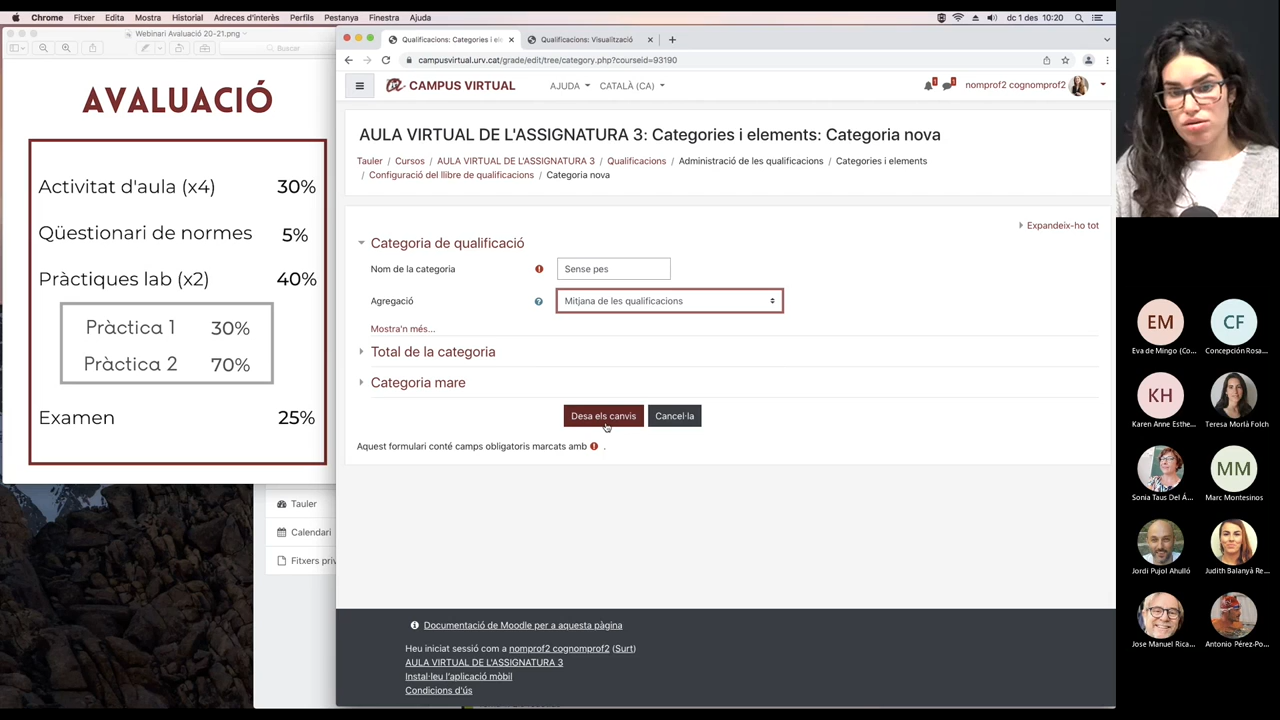 Chrome Fitxer Edita Mostra Historial Adreces d'interès Perfils Pestanya Finestra Ajuda
dc 1 des 10:20
Webinari Avaluació 20-21.png
Buscar
AVALUACIÓ
Activitat d'aula (x4) 30%
Qüestionari de normes 5%
Pràctiques lab (x2) 40%
Pràctica 1 30%
Pràctica 2 70%
Examen 25%
Tauler
Calendari
Fitxers priv
Qualificacions: Categories i ele
Qualificacions: Visualització
campusvirtual.urv.cat/grade/edit/tree/category.php?courseid=93190
CAMPUS VIRTUAL
AJUDA
CATALÀ (CA)
1
1
nomprof2 cognomprof2
AULA VIRTUAL DE L'ASSIGNATURA 3: Categories i elements: Categoria nova
Tauler / Cursos / AULA VIRTUAL DE L'ASSIGNATURA 3 / Qualificacions / Administració de les qualificacions / Categories i elements
/ Configuració del llibre de qualificacions / Categoria nova
Expandeix-ho tot
Categoria de qualificació
Nom de la categoria
Sense pes
Agregació
Mitjana de les qualificacions
Mostra'n més...
Total de la categoria
Categoria mare
Desa els canvis
Cancel·la
Aquest formulari conté camps obligatoris marcats amb .
Documentació de Moodle per a aquesta pàgina
Heu iniciat sessió com a nomprof2 cognomprof2 (Surt)
AULA VIRTUAL DE L'ASSIGNATURA 3
Instal·leu l'aplicació mòbil
Condicions d'ús
EM
CF
Eva de Mingo (Co...
Concepción Rosa...
KH
Karen Anne Esthe...
Teresa Morlà Folch
MM
Sonia Taus Del Á...
Marc Montesinos
Jordi Pujol Ahulló
Judith Balanyà Re...
Jose Manuel Rica...
Antonio Pérez-Po...